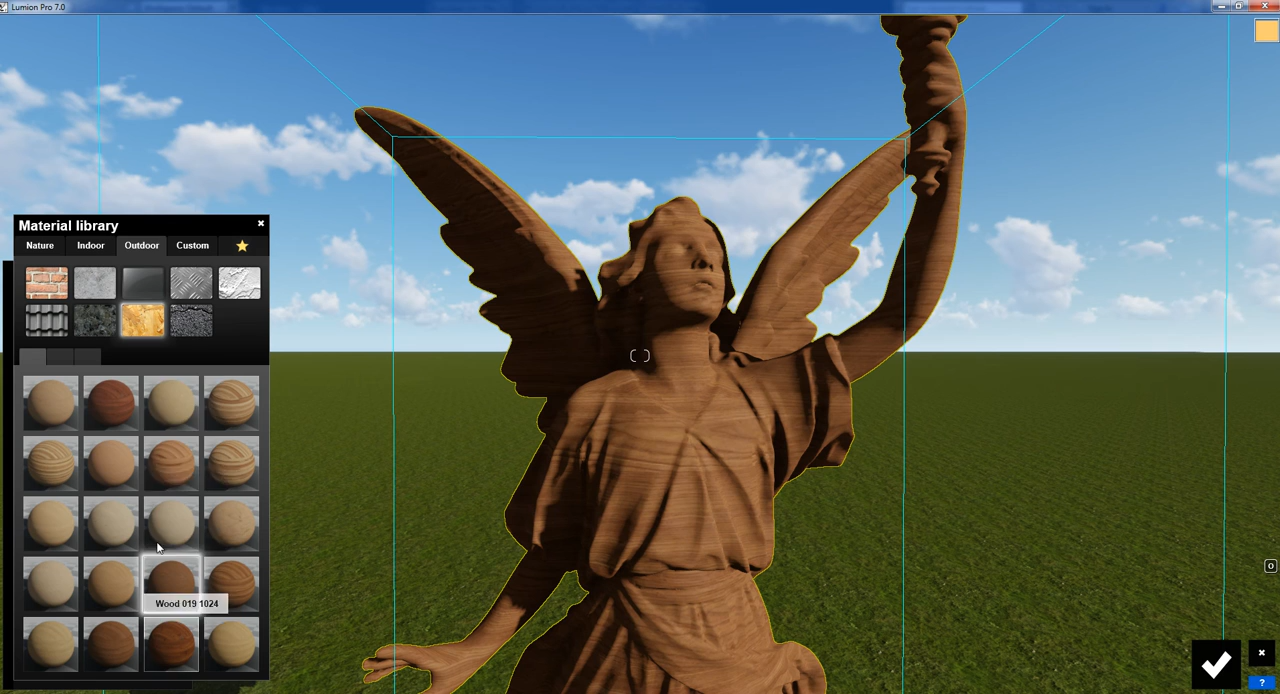 Lumion Pro 7.0
Material library
Nature Indoor Outdoor Custom
Wood 019 1024
O
?